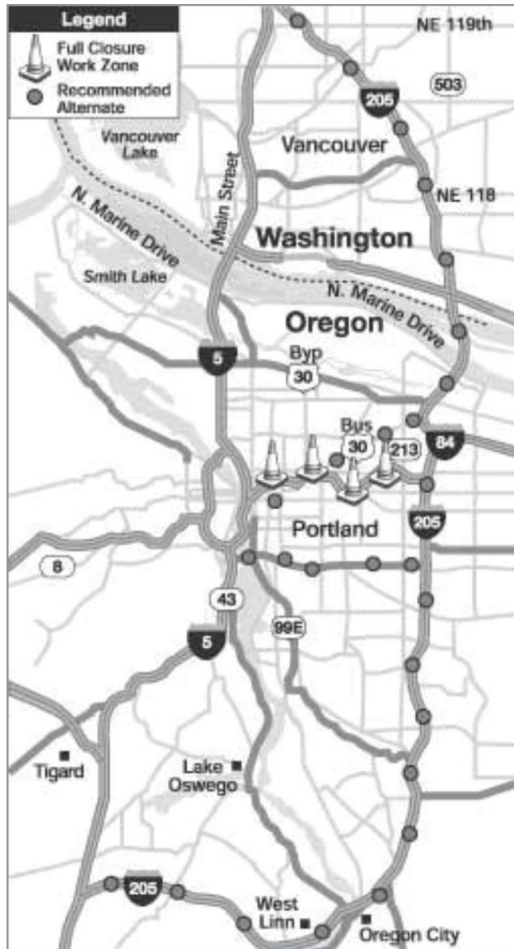 Legend
Full Closure
Work Zone
Recommended
Alternate
NE 119th
503
205
Vancouver
Lake
Vancouver
Main Street
NE 118
N. Marine Drive
Washington
Smith Lake
N. Marine Drive
Oregon
5
Byp
30
Bus
30
213
84
205
Portland
8
43
99E
5
Tigard
Lake
Oswego
205
West
Linn
Oregon City